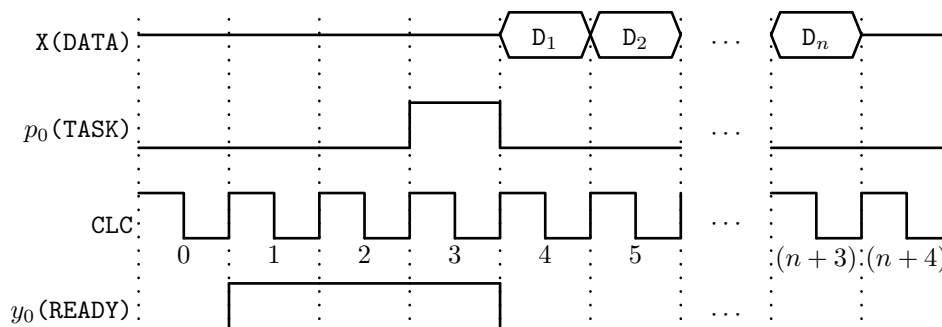 X(DATA) D₁ D₂ ... Dₙ
p₀(TASK) ...
CLC ...
0 1 2 3 4 5 (n + 3) (n + 4)
y₀(READY) ...